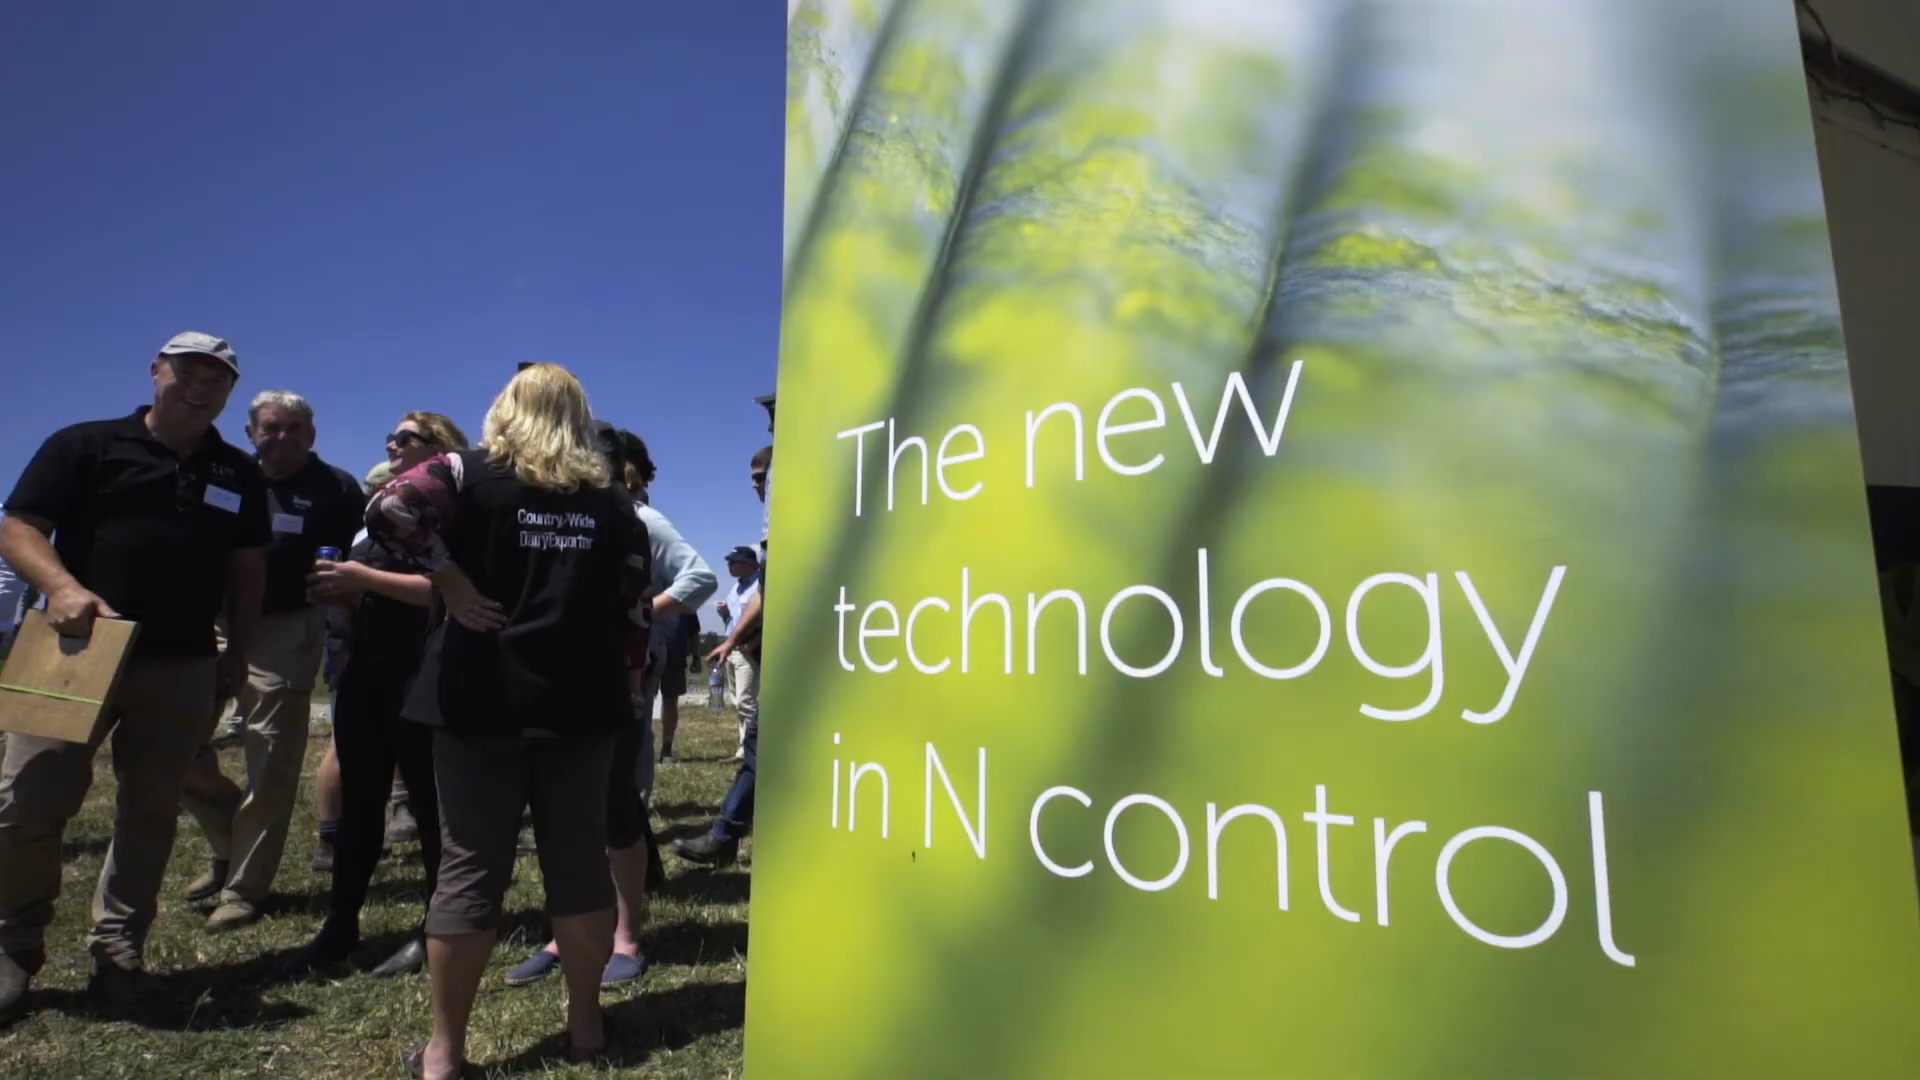 Country-Wide
DairyExporter
The new
technology
in N control